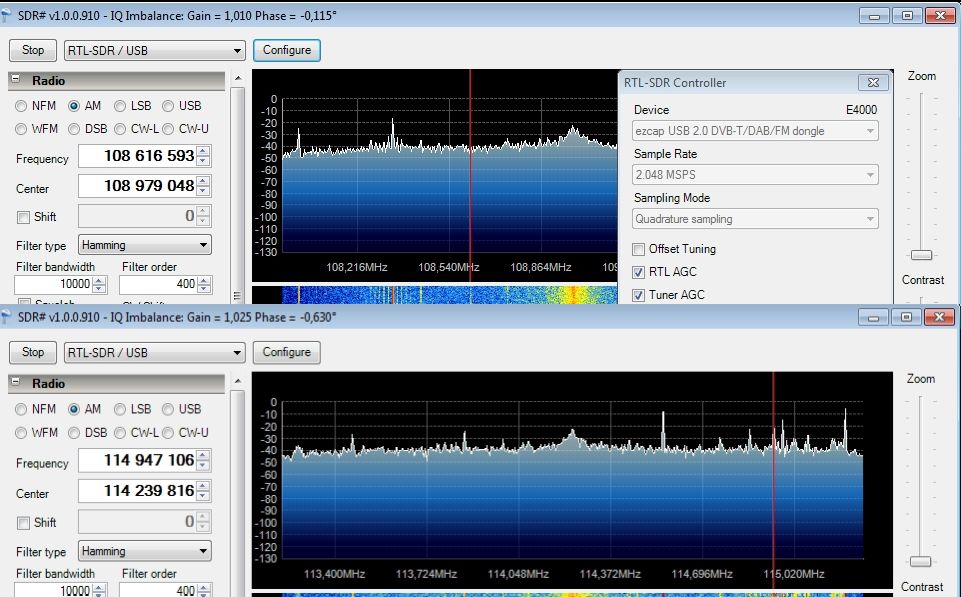 SDR# v1.0.0.910 - IQ Imbalance: Gain = 1,010 Phase = -0,115°
Stop RTL-SDR / USB Configure
Radio
NFM AM LSB USB
WFM DSB CW-L CW-U
Frequency 108 616 593
Center 108 979 048
Shift 0
Filter type Hamming
Filter bandwidth Filter order
10000 400
0
-10
-20
-30
-40
-50
-60
-70
-80
-90
-100
-110
-120
-130
108,216MHz 108,540MHz 108,864MHz 109
RTL-SDR Controller
Device E4000
ezcap USB 2.0 DVB-T/DAB/FM dongle
Sample Rate
2.048 MSPS
Sampling Mode
Quadrature sampling
Offset Tuning
RTL AGC
Tuner AGC
Zoom
Contrast
SDR# v1.0.0.910 - IQ Imbalance: Gain = 1,025 Phase = -0,630°
Stop RTL-SDR / USB Configure
Radio
NFM AM LSB USB
WFM DSB CW-L CW-U
Frequency 114 947 106
Center 114 239 816
Shift 0
Filter type Hamming
Filter bandwidth Filter order
10000 400
0
-10
-20
-30
-40
-50
-60
-70
-80
-90
-100
-110
-120
-130
113,400MHz 113,724MHz 114,048MHz 114,372MHz 114,696MHz 115,020MHz
Zoom
Contrast